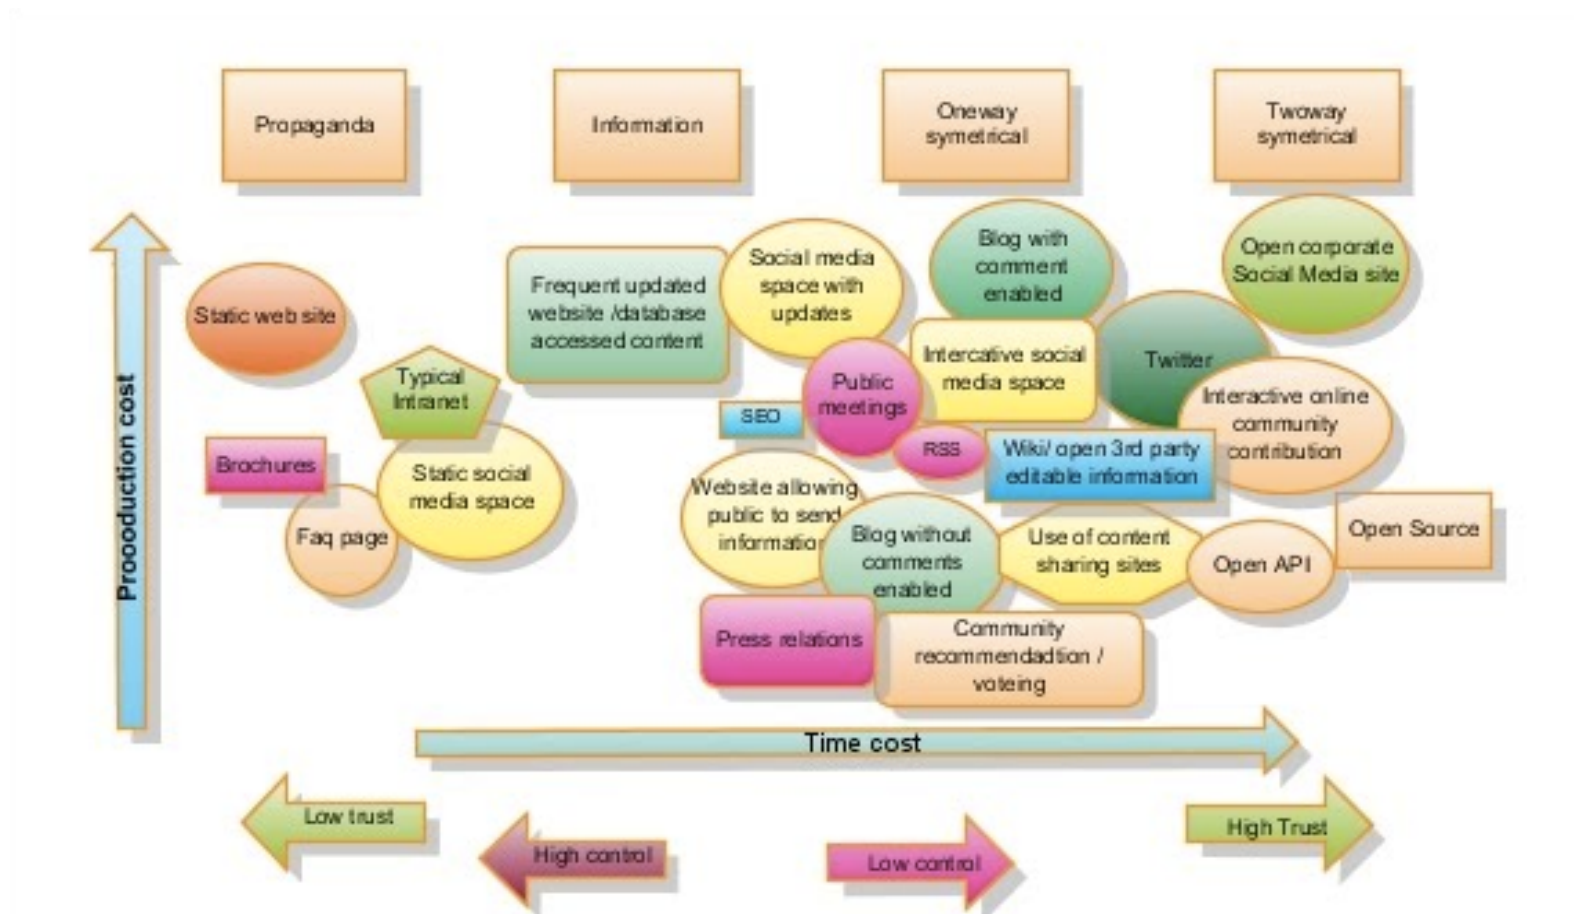 Propaganda
Information
Oneway
symetrical
Twoway
symetrical
Proooduction cost
Static web site
Typical
Intranet
Brochures
Static social
media space
Faq page
Frequent updated
website /database
accessed content
Social media
space with
updates
Blog with
comment
enabled
Open corporate
Social Media site
Public
meetings
Intercative social
media space
Twitter
Interactive online
community
contribution
SEO
RSS
Wiki/ open 3rd party
editable information
Website allowing
public to send
information
Blog without
comments
enabled
Use of content
sharing sites
Open API
Open Source
Press relations
Community
recommendadtion /
voteing
Time cost
Low trust
High control
Low control
High Trust